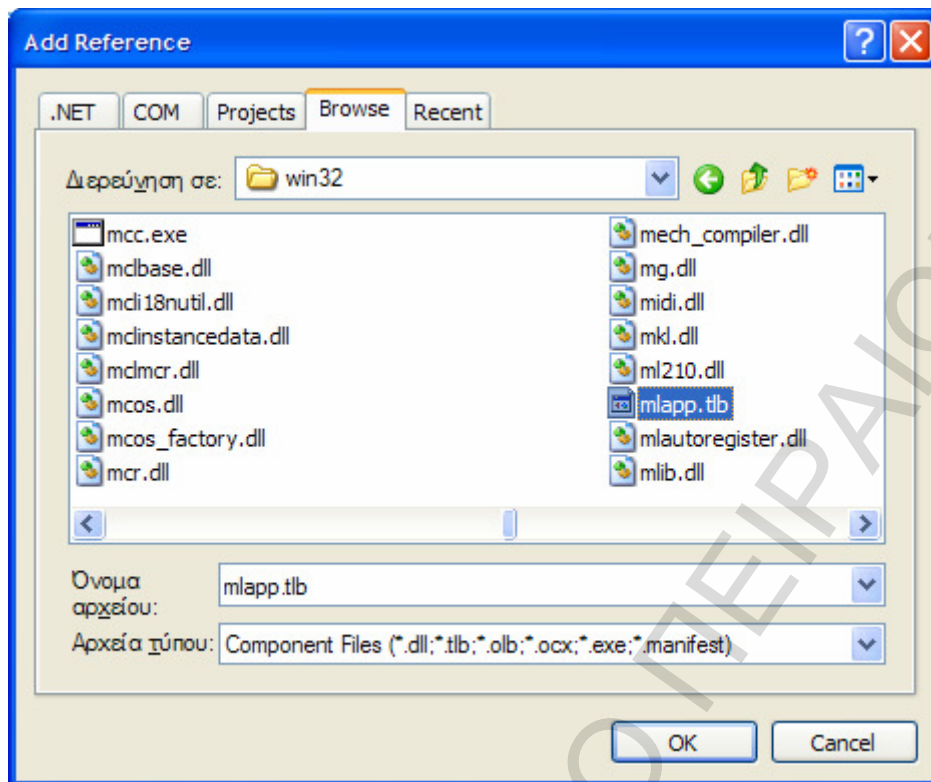 Add Reference
.NET COM Projects Browse Recent
Διερεύνηση σε: win32
mcc.exe
mclbase.dll
mcli18nutil.dll
mclinstancedata.dll
mclmcr.dll
mcos.dll
mcos_factory.dll
mcr.dll
mech_compiler.dll
mg.dll
midi.dll
mkl.dll
ml210.dll
mlapp.tlb
mlautoregister.dll
mlib.dll
Όνομα
αρχείου: mlapp.tlb
Αρχεία τύπου: Component Files (*.dll;*.tlb;*.olb;*.ocx;*.exe;*.manifest)
OK Cancel
Ο ΠΕΙΡΑΙΩ